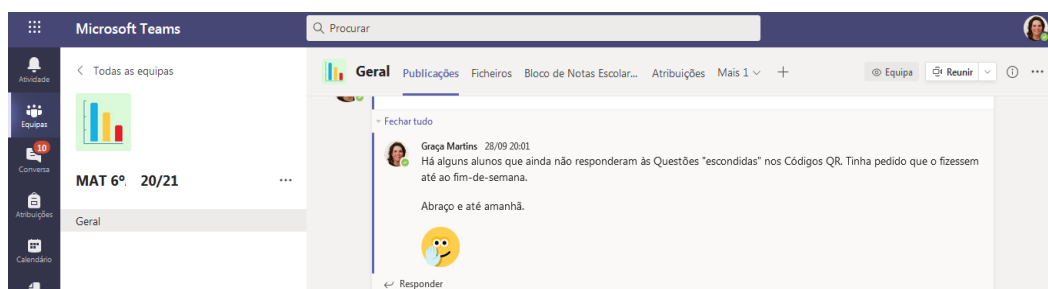 Microsoft Teams
Procurar
Atividade
Equipas
10
Conversa
Atribuições
Calendário
Todas as equipas
MAT 6º. 20/21
Geral
Geral Publicações Ficheiros Bloco de Notas Escolar... Atribuições Mais 1
Equipa Reunir
Fechar tudo
Graça Martins 28/09 20:01
Há alguns alunos que ainda não responderam às Questões "escondidas" nos Códigos QR. Tinha pedido que o fizessem
até ao fim-de-semana.
Abraço e até amanhã.
Responder